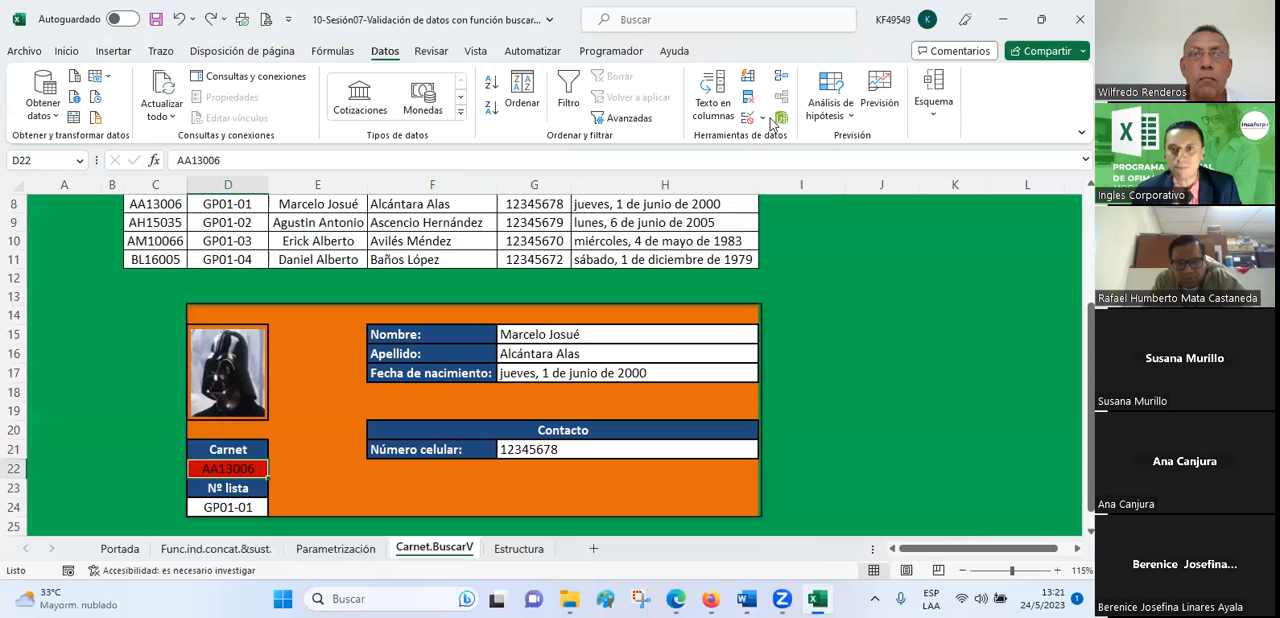 Autoguardado
10-Sesión07-Validación de datos con función buscar...
Buscar
KF49549
K
Archivo Inicio Insertar Trazo Disposición de página Fórmulas Datos Revisar Vista Automatizar Programador Ayuda
Comentarios
Compartir
Obtener datos
Obtener y transformar datos
Actualizar todo
Consultas y conexiones
Propiedades
Editar vínculos
Consultas y conexiones
Cotizaciones
Monedas
Tipos de datos
Ordenar
Filtro
Borrar
Volver a aplicar
Avanzadas
Ordenar y filtrar
Texto en columnas
Herramientas de datos
Análisis de hipótesis
Previsión
Previsión
Esquema
D22
fx
AA13006
A B C D E F G H I J K L
8 AA13006 GP01-01 Marcelo Josué Alcántara Alas 12345678 jueves, 1 de junio de 2000
9 AH15035 GP01-02 Agustin Antonio Ascencio Hernández 12345679 lunes, 6 de junio de 2005
10 AM10066 GP01-03 Erick Alberto Avilés Méndez 12345670 miércoles, 4 de mayo de 1983
11 BL16005 GP01-04 Daniel Alberto Baños López 12345672 sábado, 1 de diciembre de 1979
12
13
14
15 Nombre: Marcelo Josué
16 Apellido: Alcántara Alas
17 Fecha de nacimiento: jueves, 1 de junio de 2000
18
19
20 Contacto
21 Carnet Número celular: 12345678
22 AA13006
23 Nº lista
24 GP01-01
25
Portada Func.ind.concat.&sust. Parametrización Carnet.BuscarV Estructura
Listo
Accesibilidad: es necesario investigar
115%
33°C
Mayorm. nublado
Buscar
ESP
LAA
13:21
24/5/2023
1
Wilfredo Renderos
PROGRAMA
DE OFIM
Insaforp
Ingles Corporativo
Rafael Humberto Mata Castaneda
Susana Murillo
Susana Murillo
Ana Canjura
Ana Canjura
Berenice Josefina...
Berenice Josefina Linares Ayala